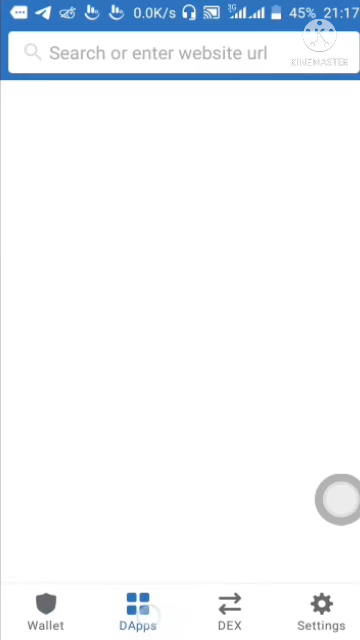 0.0K/s 3G 45% 21:17
Search or enter website url
KINEMASTER
Wallet DApps DEX Settings